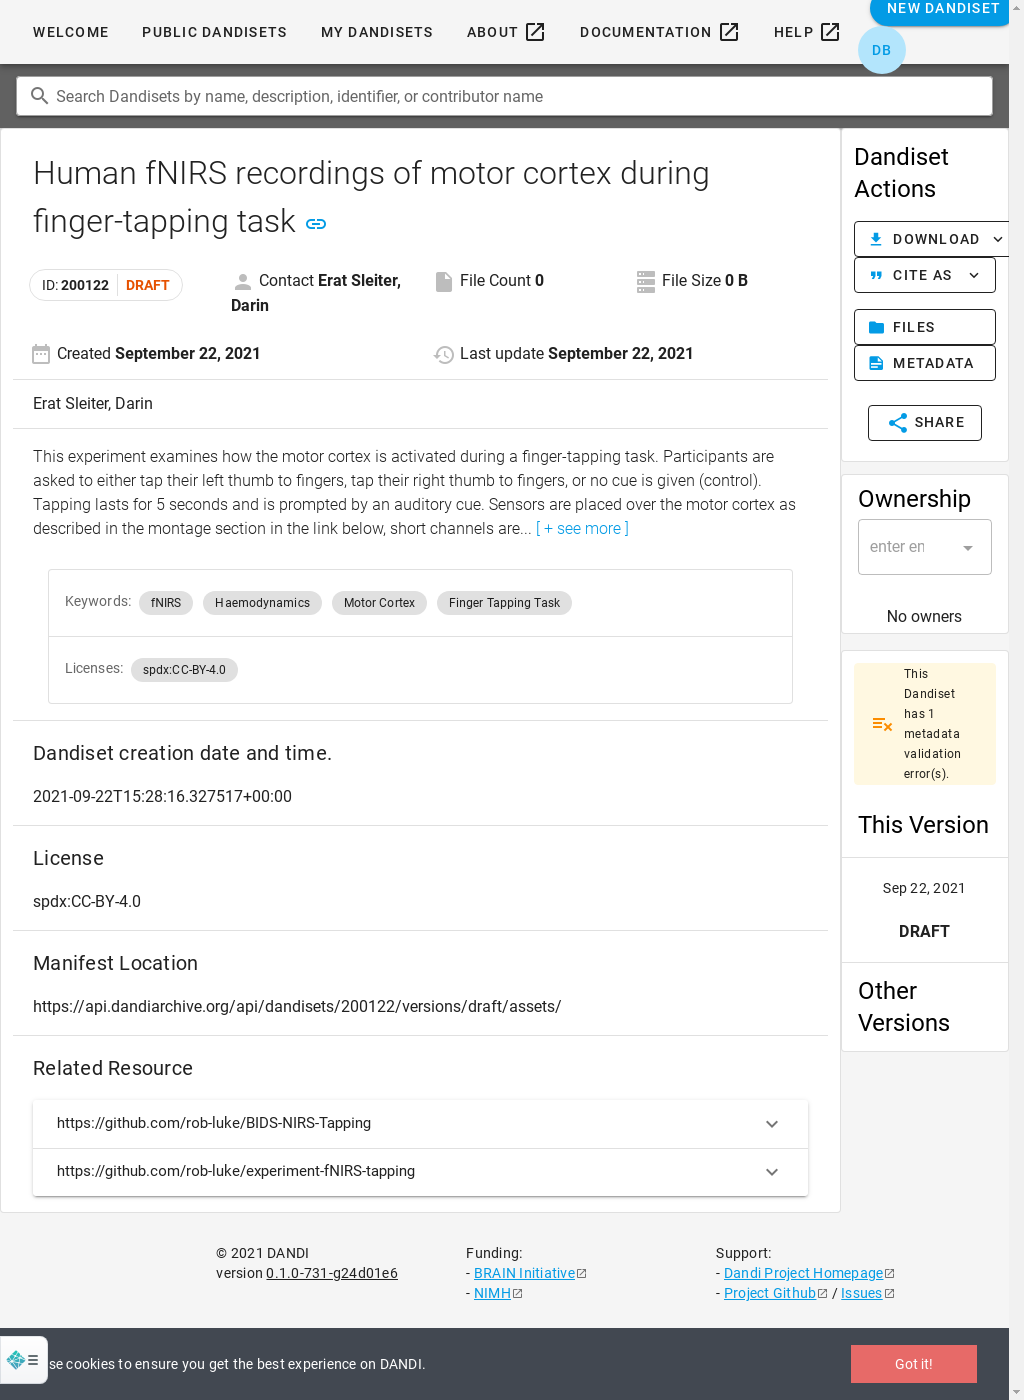 NEW DANDISET
WELCOME PUBLIC DANDISETS MY DANDISETS ABOUT DOCUMENTATION HELP
DB
Search Dandisets by name, description, identifier, or contributor name
Human fNIRS recordings of motor cortex during
finger-tapping task
ID: 200122 DRAFT
Contact Erat Sleiter,
Darin
File Count 0
File Size 0 B
Created September 22, 2021
Last update September 22, 2021
Erat Sleiter, Darin
This experiment examines how the motor cortex is activated during a finger-tapping task. Participants are
asked to either tap their left thumb to fingers, tap their right thumb to fingers, or no cue is given (control).
Tapping lasts for 5 seconds and is prompted by an auditory cue. Sensors are placed over the motor cortex as
described in the montage section in the link below, short channels are... [ + see more ]
Keywords: fNIRS Haemodynamics Motor Cortex Finger Tapping Task
Licenses: spdx:CC-BY-4.0
Dandiset creation date and time.
2021-09-22T15:28:16.327517+00:00
License
spdx:CC-BY-4.0
Manifest Location
https://api.dandiarchive.org/api/dandisets/200122/versions/draft/assets/
Related Resource
https://github.com/rob-luke/BIDS-NIRS-Tapping
https://github.com/rob-luke/experiment-fNIRS-tapping
Dandiset
Actions
DOWNLOAD
CITE AS
FILES
METADATA
SHARE
Ownership
enter en
No owners
This
Dandiset
has 1
metadata
validation
error(s).
This Version
Sep 22, 2021
DRAFT
Other
Versions
© 2021 DANDI
version 0.1.0-731-g24d01e6
Funding:
- BRAIN Initiative
- NIMH
Support:
- Dandi Project Homepage
- Project Github / Issues
se cookies to ensure you get the best experience on DANDI.
Got it!